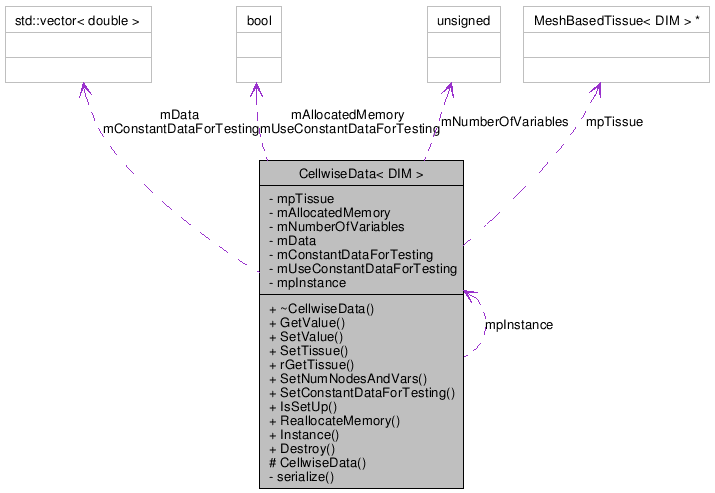 std::vector< double >
bool
unsigned
MeshBasedTissue< DIM > *
mData
mConstantDataForTesting
mAllocatedMemory
mUseConstantDataForTesting
mNumberOfVariables
mpTissue
CellwiseData< DIM >
- mpTissue
- mAllocatedMemory
- mNumberOfVariables
- mData
- mConstantDataForTesting
- mUseConstantDataForTesting
- mpInstance
+ ~CellwiseData()
+ GetValue()
+ SetValue()
+ SetTissue()
+ rGetTissue()
+ SetNumNodesAndVars()
+ SetConstantDataForTesting()
+ IsSetUp()
+ ReallocateMemory()
+ Instance()
+ Destroy()
# CellwiseData()
- serialize()
mpInstance